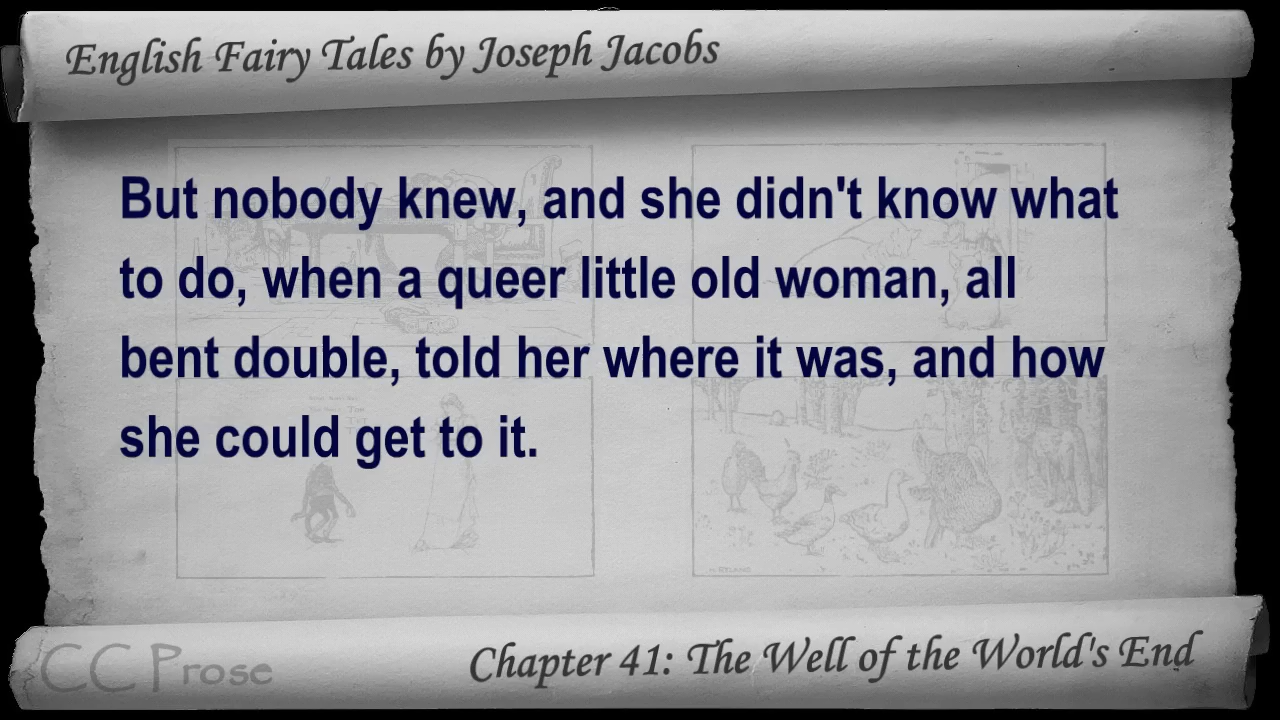 English Fairy Tales by Joseph Jacobs
But nobody knew, and she didn't know what
to do, when a queer little old woman, all
bent double, told her where it was, and how
she could get to it.
CC Prose
Chapter 41: The Well of the World's End